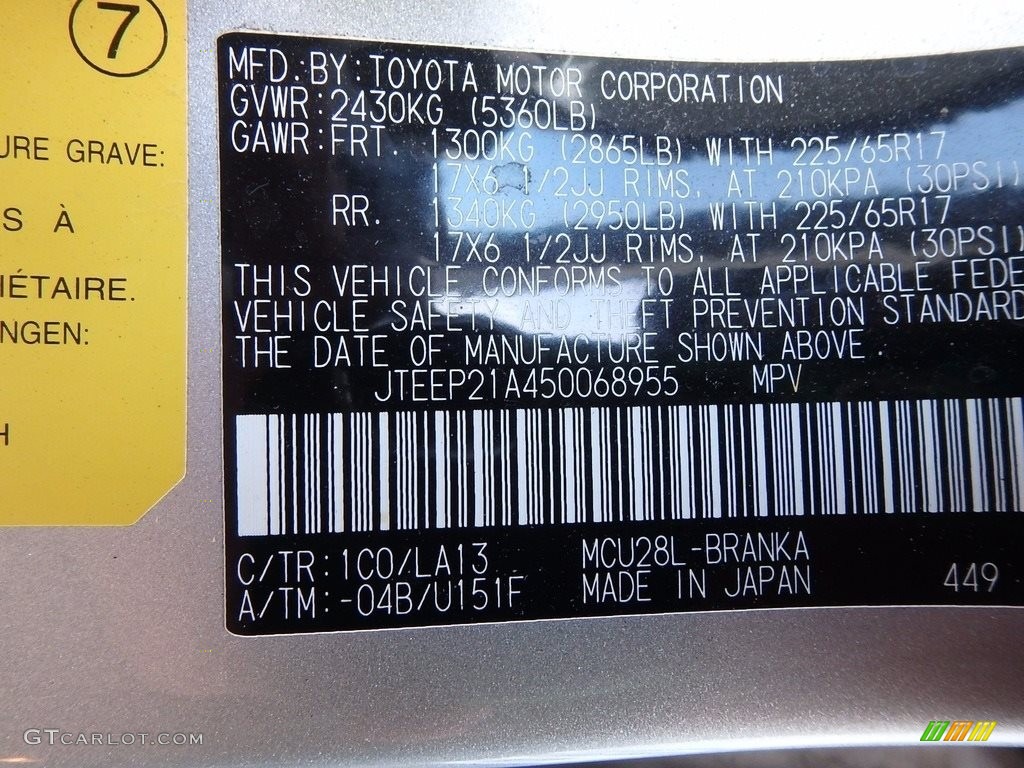 7
URE GRAVE:
S À
IÉTAIRE.
NGEN:
H
MFD. BY: TOYOTA MOTOR CORPORATION
GVWR: 2430KG (5360LB)
GAWR: FRT. 1300KG (2865LB) WITH 225/65R17
17X6 1/2JJ RIMS, AT 210KPA (30PSI)
RR. 1340KG (2950LB) WITH 225/65R17
17X6 1/2JJ RIMS, AT 210KPA (30PSI)
THIS VEHICLE CONFORMS TO ALL APPLICABLE FEDE
VEHICLE SAFETY AND THEFT PREVENTION STANDARD
THE DATE OF MANUFACTURE SHOWN ABOVE.
JTEEP21A450068955 MPV
C/TR: 1C0/LA13 MCU28L-BRANKA
A/TM: -04B/U151F MADE IN JAPAN 449
GTCARLOT.COM